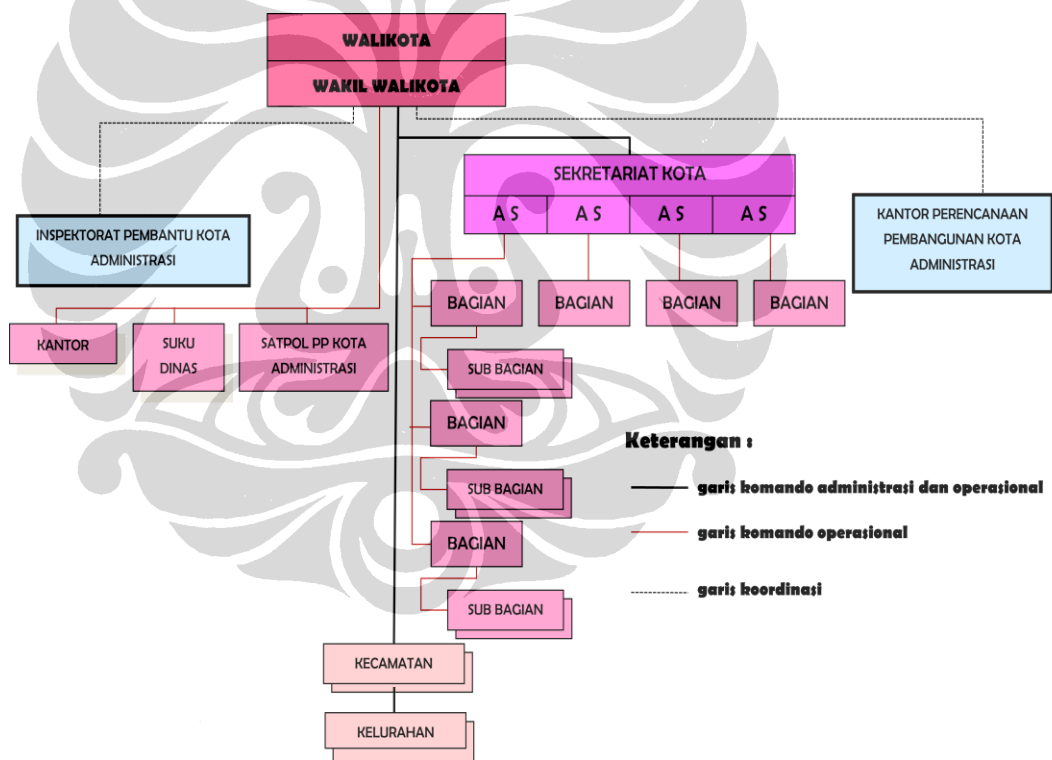 WALIKOTA
WAKIL WALIKOTA
SEKRETARIAT KOTA
A S
A S
A S
A S
INSPEKTORAT PEMBANTU KOTA
ADMINISTRASI
KANTOR PERENCANAAN
PEMBANGUNAN KOTA
ADMINISTRASI
BAGIAN
BAGIAN
BAGIAN
BAGIAN
KANTOR
SUKU
DINAS
SATPOL PP KOTA
ADMINISTRASI
SUB BAGIAN
BAGIAN
SUB BAGIAN
BAGIAN
SUB BAGIAN
Keterangan :
garis komando administrasi dan operasional
garis komando operasional
garis koordinasi
KECAMATAN
KELURAHAN